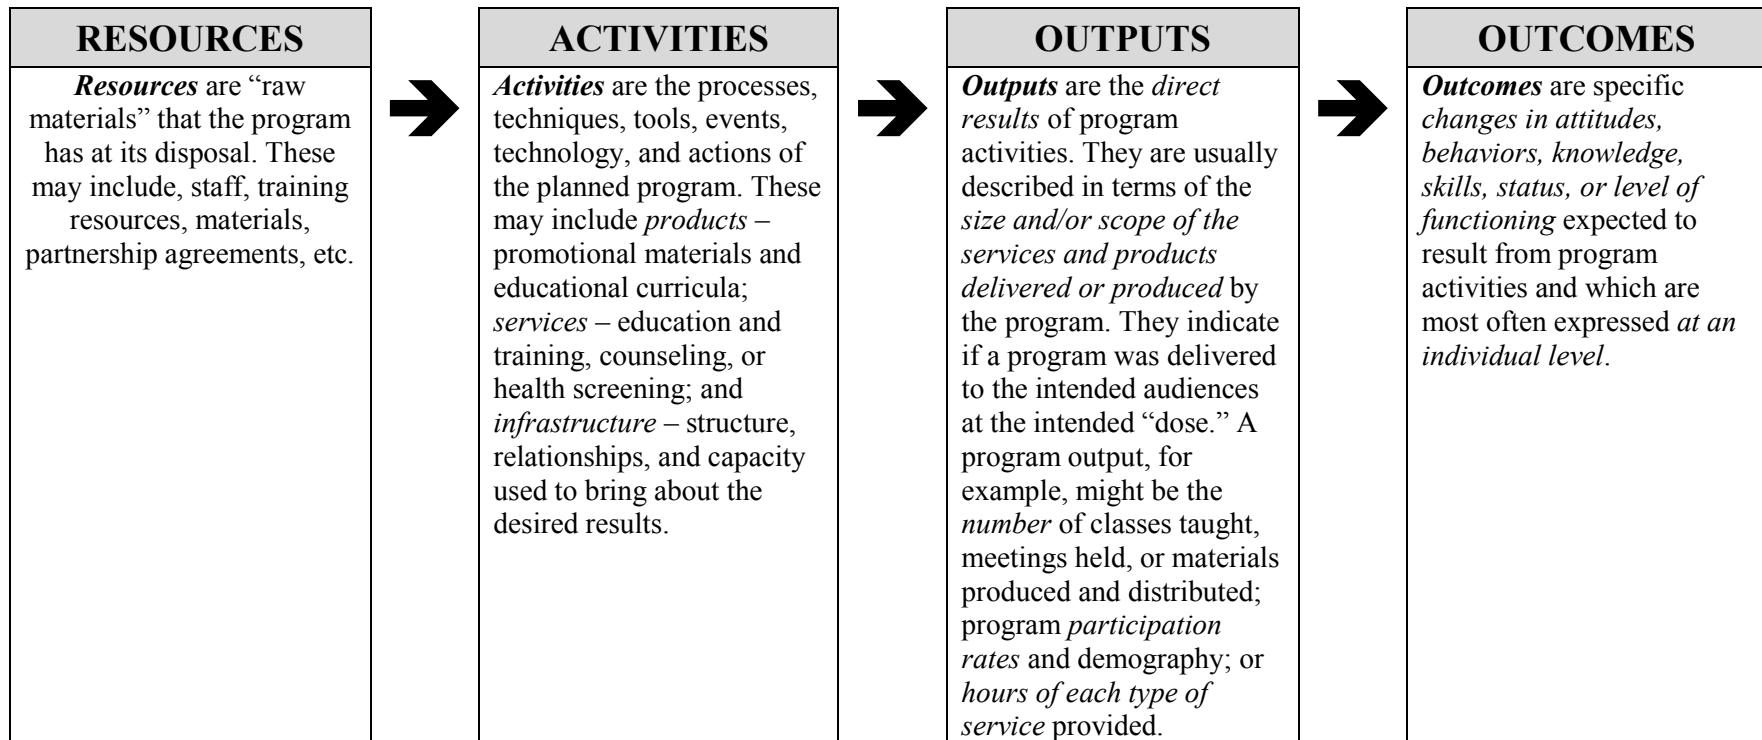 RESOURCES
Resources are “raw
materials” that the program
has at its disposal. These
may include, staff, training
resources, materials,
partnership agreements, etc.
ACTIVITIES
Activities are the processes,
techniques, tools, events,
technology, and actions of
the planned program. These
may include products –
promotional materials and
educational curricula;
services – education and
training, counseling, or
health screening; and
infrastructure – structure,
relationships, and capacity
used to bring about the
desired results.
OUTPUTS
Outputs are the direct
results of program
activities. They are usually
described in terms of the
size and/or scope of the
services and products
delivered or produced by
the program. They indicate
if a program was delivered
to the intended audiences
at the intended “dose.” A
program output, for
example, might be the
number of classes taught,
meetings held, or materials
produced and distributed;
program participation
rates and demography; or
hours of each type of
service provided.
OUTCOMES
Outcomes are specific
changes in attitudes,
behaviors, knowledge,
skills, status, or level of
functioning expected to
result from program
activities and which are
most often expressed at an
individual level.